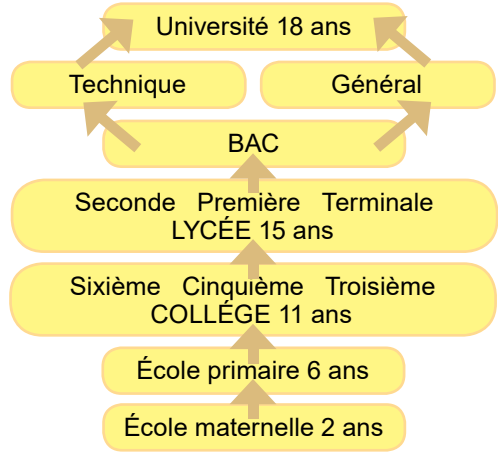 Université 18 ans
Technique
Général
BAC
Seconde Première Terminale
LYCÉE 15 ans
Sixième Cinquième Troisième
COLLÉGE 11 ans
École primaire 6 ans
École maternelle 2 ans